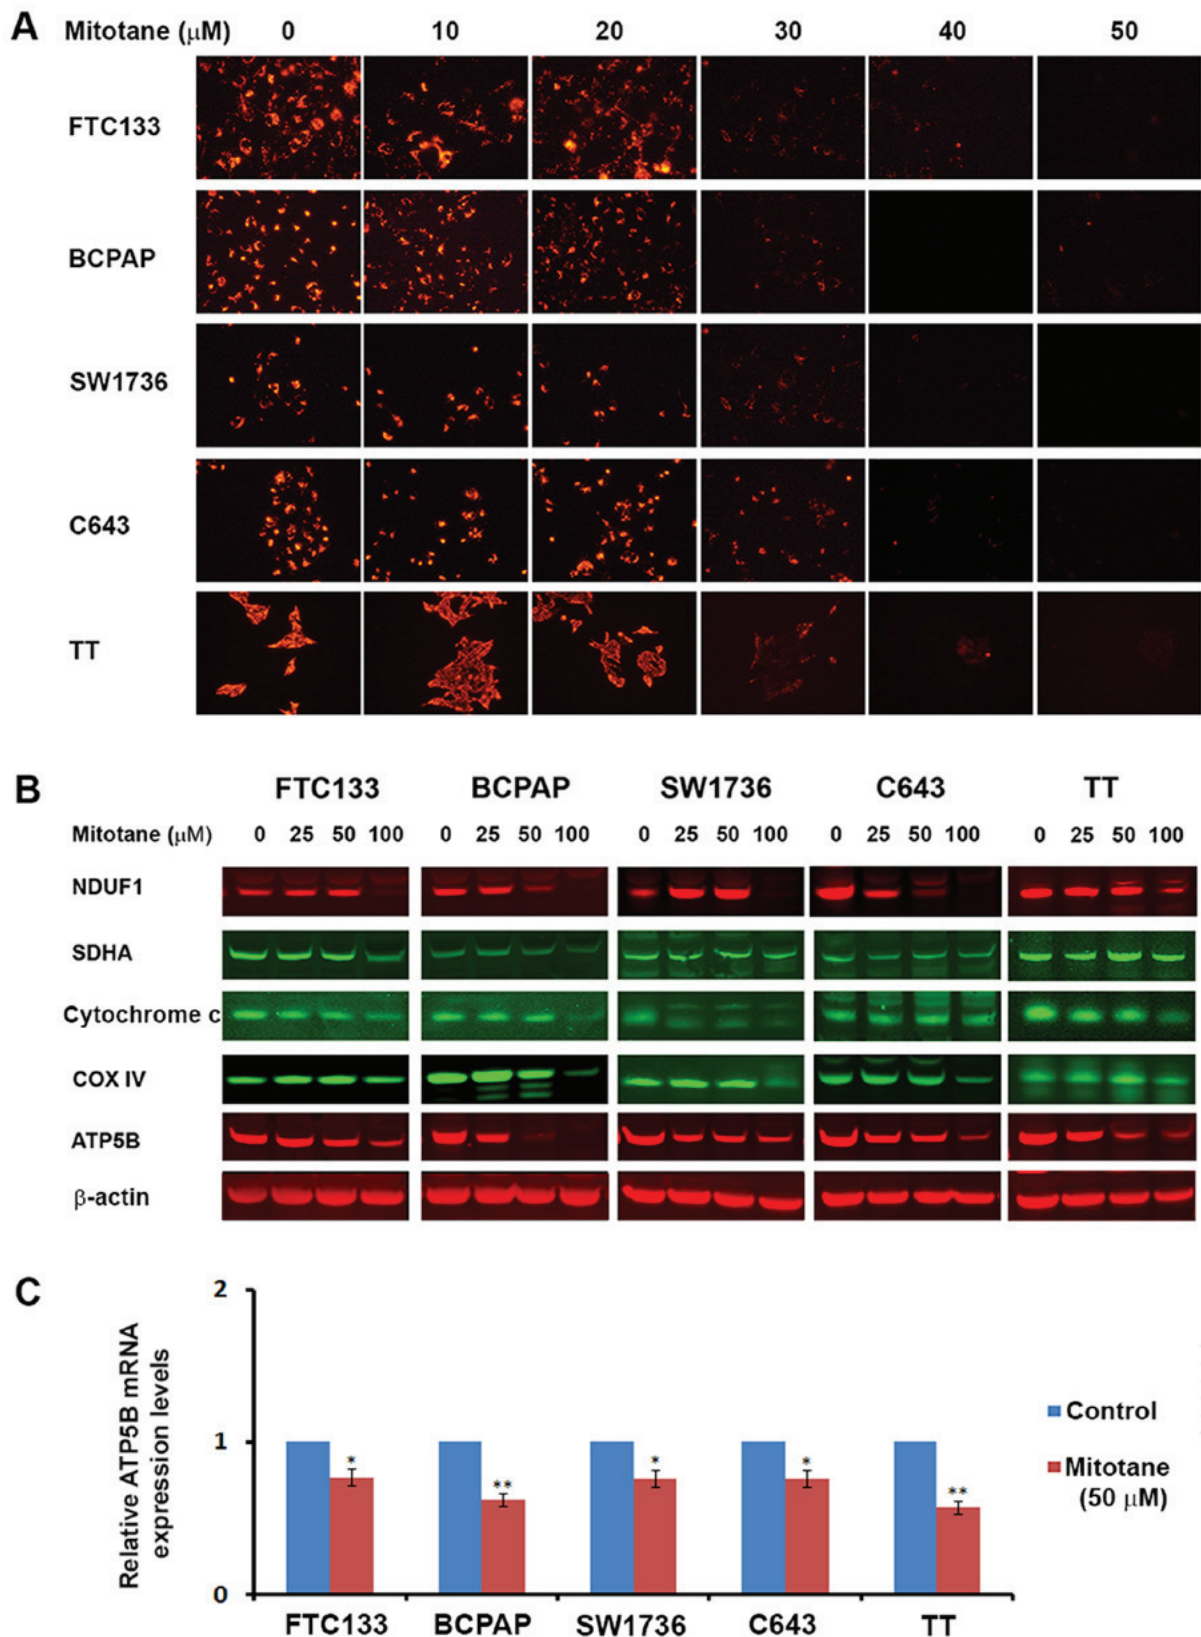 A Mitotane (μM) 0 10 20 30 40 50
FTC133
BCPAP
SW1736
C643
TT
B FTC133 BCPAP SW1736 C643 TT
Mitotane (μM) 0 25 50 100 0 25 50 100 0 25 50 100 0 25 50 100 0 25 50 100
NDUF1
SDHA
Cytochrome c
COX IV
ATP5B
β-actin
C
Relative ATP5B mRNA
expression levels
2
1
0
* ** * * **
FTC133 BCPAP SW1736 C643 TT
Control
Mitotane
(50 μM)